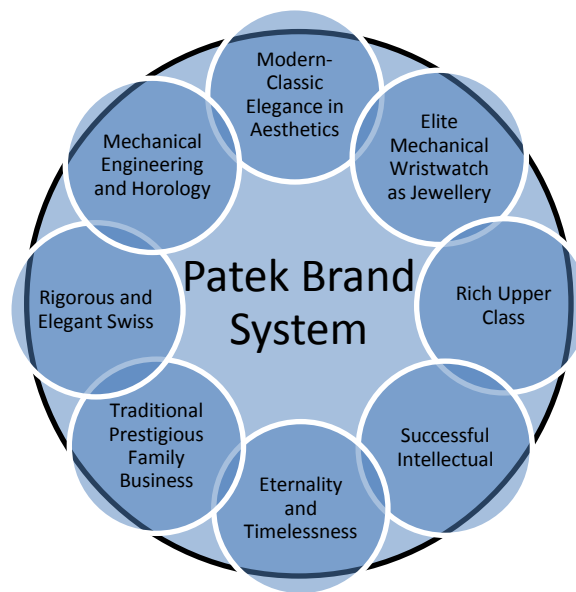 Modern-
Classic
Elegance in
Aesthetics
Elite
Mechanical
Wristwatch
as Jewellery
Rich Upper
Class
Successful
Intellectual
Eternality
and
Timelessness
Traditional
Prestigious
Family
Business
Rigorous and
Elegant Swiss
Mechanical
Engineering
and Horology
Patek Brand
System